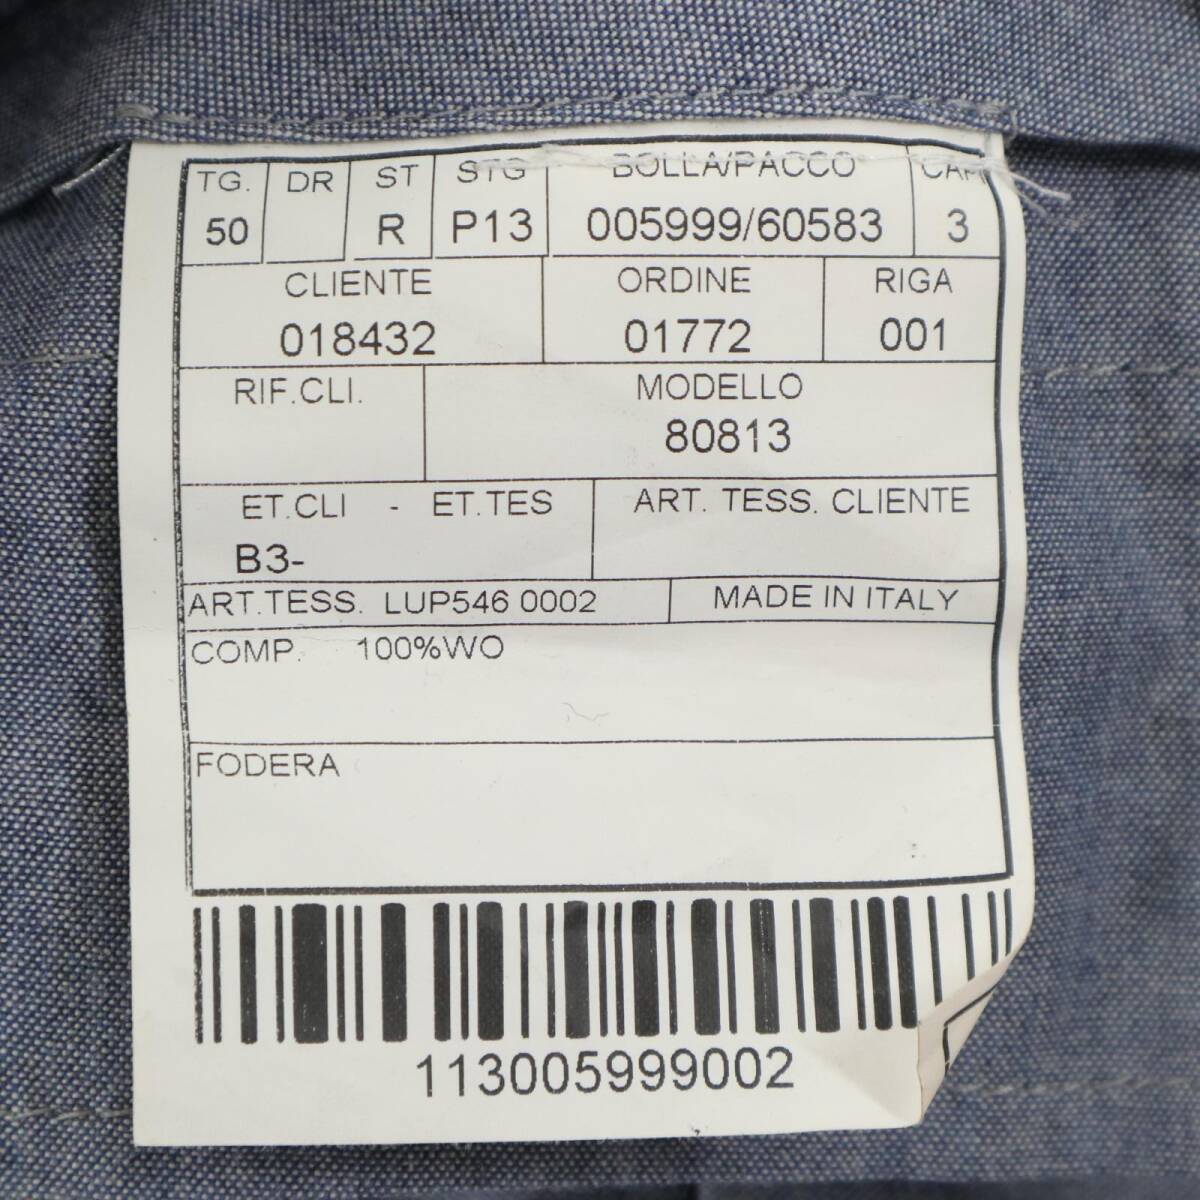 TG. DR ST STG BOLLA/PACCO CAP
50 R P13 005999/60583 3
CLIENTE ORDINE RIGA
018432 01772 001
RIF.CLI. MODELLO
80813
ET.CLI - ET.TES ART. TESS. CLIENTE
B3-
ART.TESS. LUP546 0002 MADE IN ITALY
COMP. 100%WO
FODERA
113005999002